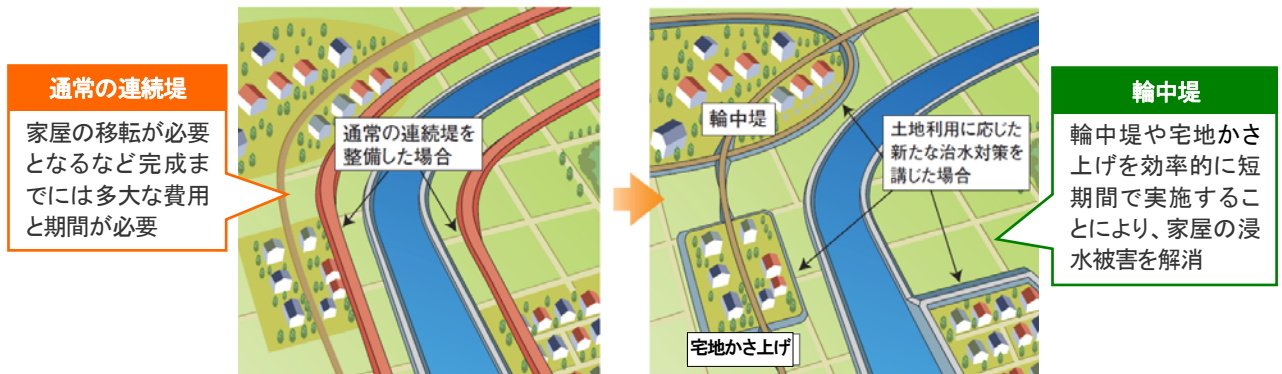 通常の連続堤
家屋の移転が必要
となるなど完成ま
でには多大な費用
と期間が必要
通常の連続堤を
整備した場合
輪中堤
土地利用に応じた
新たな治水対策を
講じた場合
宅地かさ上げ
輪中堤
輪中堤や宅地かさ
上げを効率的に短
期間で実施するこ
とにより、家屋の浸
水被害を解消